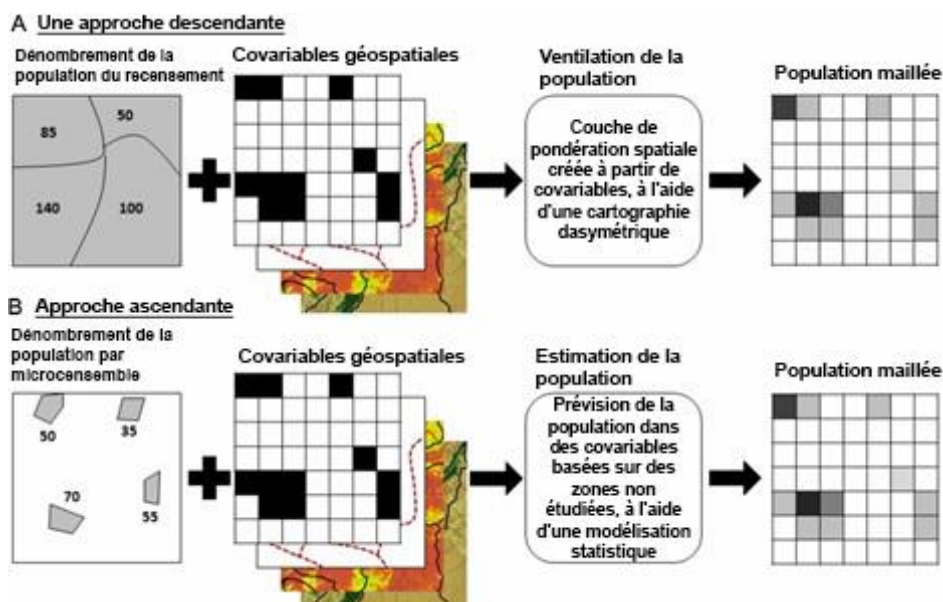 A Une approche descendante
Dénombrement de la
population du recensement
Covariables géospatiales
Ventilation de la
population
Population maillée
85
50
140
100
Couche de
pondération spatiale
créée à partir de
covariables, à l'aide
d'une cartographie
dasymétrique
B Approche ascendante
Dénombrement de la
population par
microcensemble
Covariables géospatiales
Estimation de la
population
Population maillée
50
35
70
55
Prévision de la
population dans
des covariables
basées sur des
zones non
étudiées, à l'aide
d'une modélisation
statistique